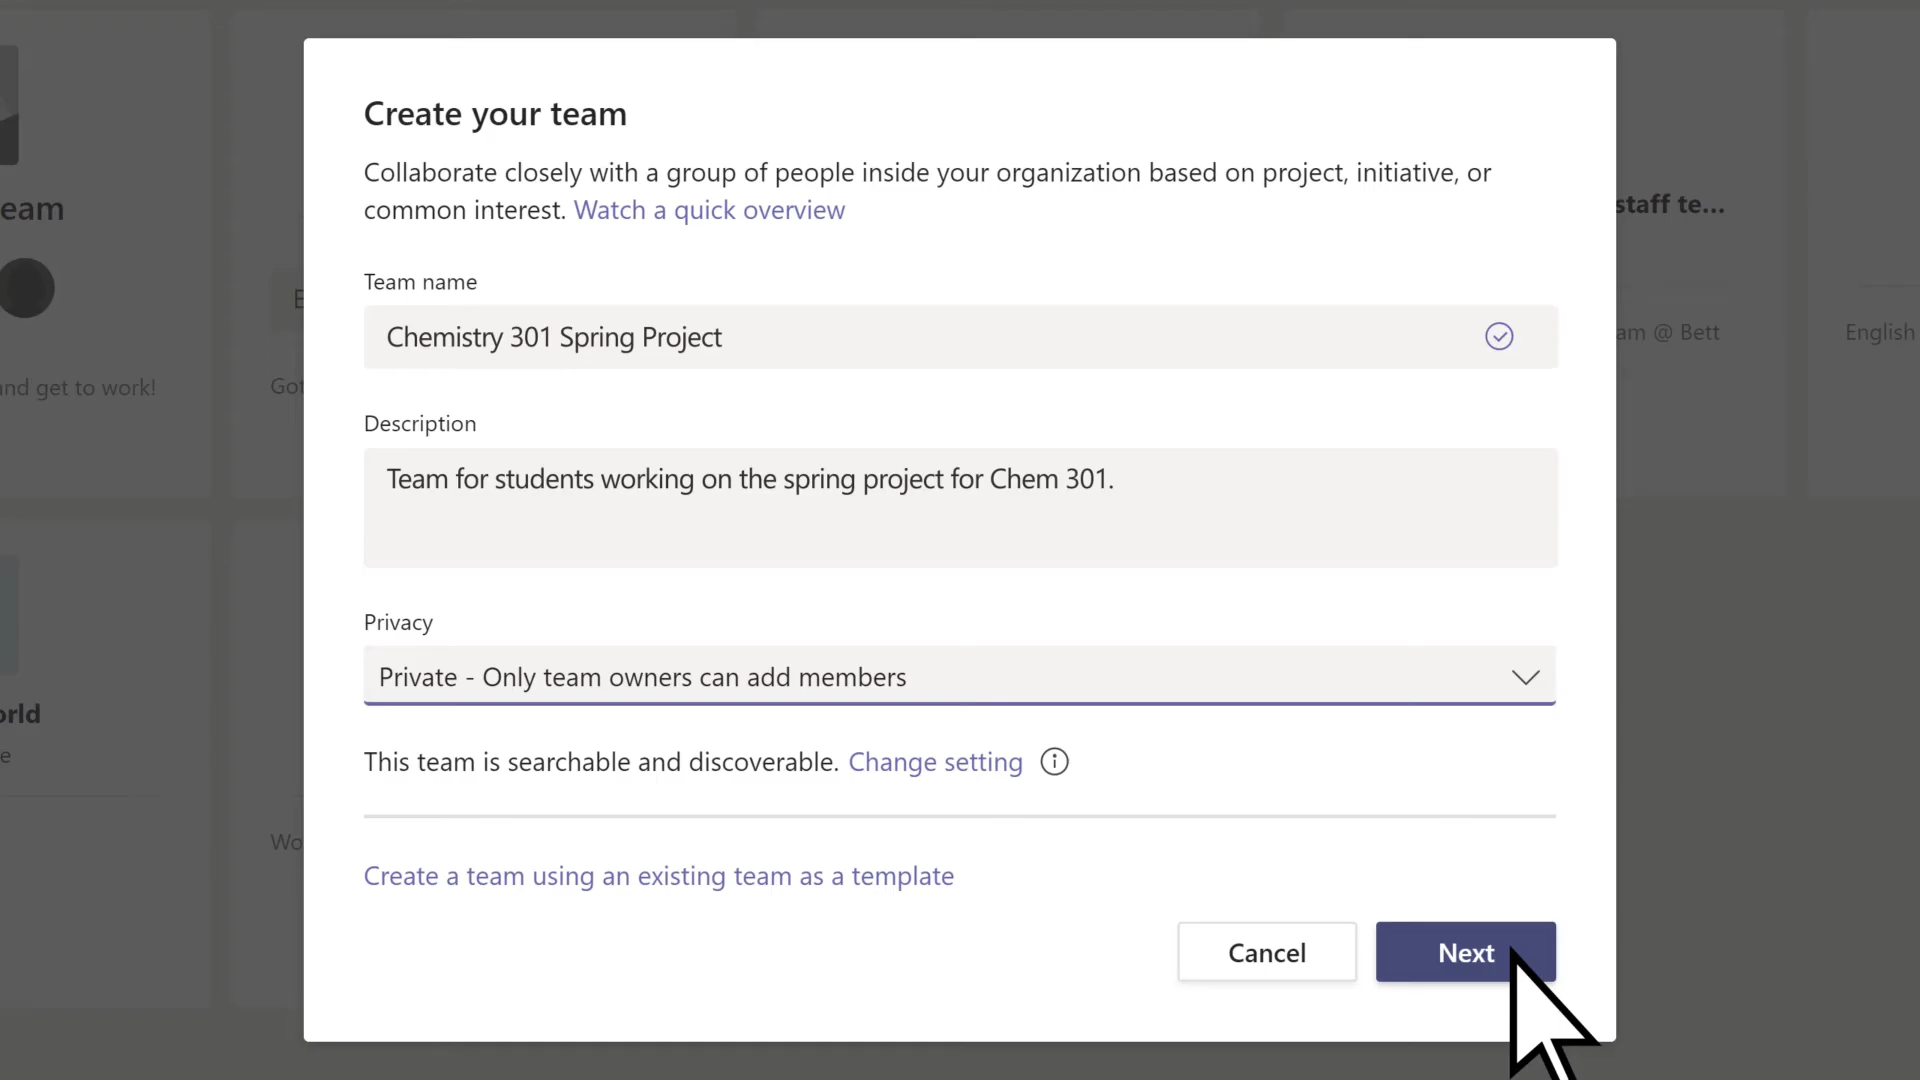 Create your team
Collaborate closely with a group of people inside your organization based on project, initiative, or
common interest. Watch a quick overview
Team name
Chemistry 301 Spring Project
Description
Team for students working on the spring project for Chem 301.
Privacy
Private - Only team owners can add members
This team is searchable and discoverable. Change setting
Create a team using an existing team as a template
Cancel
Next
eam
and get to work!
E
Got
orld
e
Wo
staff te...
am @ Bett
English